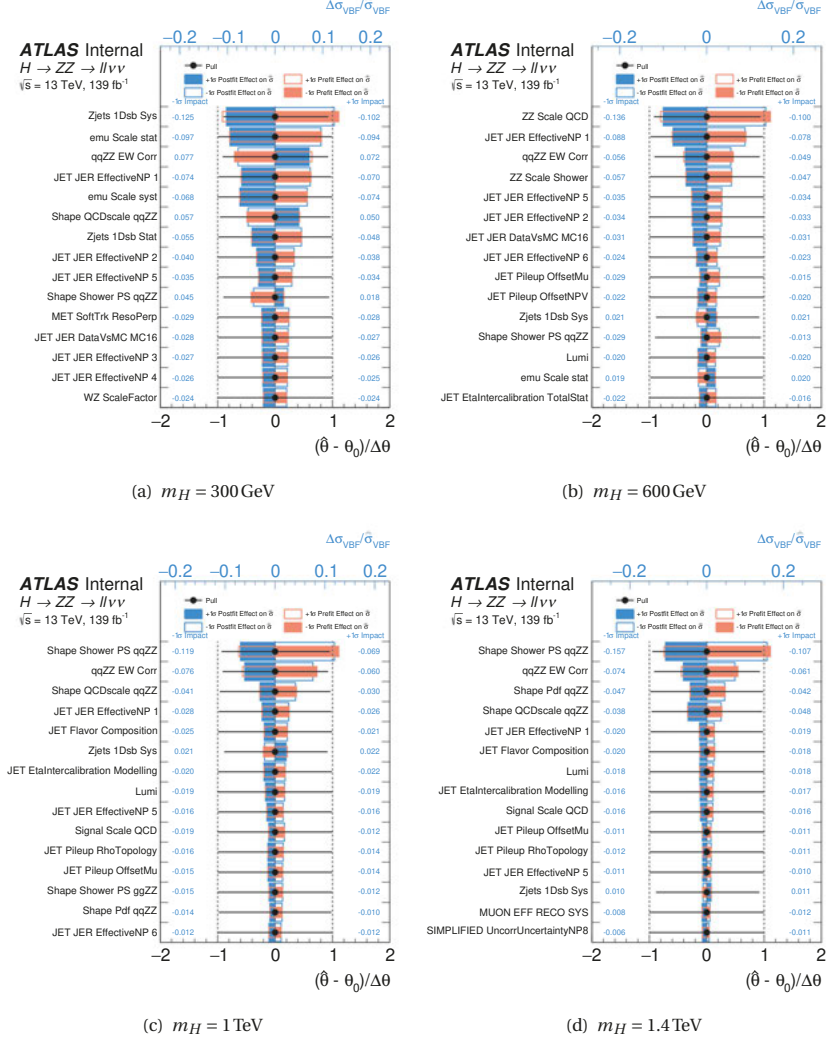 Δσ_VBF/σ̂_VBF
−0.2 −0.1 0 0.1 0.2
ATLAS Internal
H → ZZ → llνν
√s = 13 TeV, 139 fb⁻¹
Pull
+1σ Postfit Effect on σ̂ +1σ Prefit Effect on σ̂
-1σ Postfit Effect on σ̂ -1σ Prefit Effect on σ̂
-1σ Impact +1σ Impact
Zjets 1Dsb Sys -0.125 -0.102
emu Scale stat -0.097 -0.094
qqZZ EW Corr 0.077 0.072
JET JER EffectiveNP 1 -0.074 -0.070
emu Scale syst -0.068 -0.074
Shape QCDscale qqZZ 0.057 0.050
Zjets 1Dsb Stat -0.055 -0.048
JET JER EffectiveNP 2 -0.040 -0.038
JET JER EffectiveNP 5 -0.035 -0.034
Shape Shower PS qqZZ 0.045 0.018
MET SoftTrk ResoPerp -0.029 -0.028
JET JER DataVsMC MC16 -0.028 -0.027
JET JER EffectiveNP 3 -0.027 -0.026
JET JER EffectiveNP 4 -0.026 -0.025
WZ ScaleFactor -0.024 -0.024
−2 −1 0 1 2
(θ̂ - θ₀)/Δθ
(a) m_H = 300 GeV
Δσ_VBF/σ̂_VBF
−0.1 0 0.1
ATLAS Internal
H → ZZ → llνν
√s = 13 TeV, 139 fb⁻¹
Pull
+1σ Postfit Effect on σ̂ +1σ Prefit Effect on σ̂
-1σ Postfit Effect on σ̂ -1σ Prefit Effect on σ̂
-1σ Impact +1σ Impact
ZZ Scale QCD -0.136 -0.100
JET JER EffectiveNP 1 -0.088 -0.078
qqZZ EW Corr -0.056 -0.049
ZZ Scale Shower -0.057 -0.047
JET JER EffectiveNP 5 -0.035 -0.034
JET JER EffectiveNP 2 -0.034 -0.033
JET JER DataVsMC MC16 -0.031 -0.031
JET JER EffectiveNP 6 -0.024 -0.023
JET Pileup OffsetMu -0.029 -0.015
JET Pileup OffsetNPV -0.022 -0.020
Zjets 1Dsb Sys 0.021 0.021
Shape Shower PS qqZZ -0.029 -0.013
Lumi -0.020 -0.020
emu Scale stat 0.019 0.020
JET EtaIntercalibration TotalStat -0.022 -0.016
−2 −1 0 1 2
(θ̂ - θ₀)/Δθ
(b) m_H = 600 GeV
Δσ_VBF/σ̂_VBF
−0.2 −0.1 0 0.1 0.2
ATLAS Internal
H → ZZ → llνν
√s = 13 TeV, 139 fb⁻¹
Pull
+1σ Postfit Effect on σ̂ +1σ Prefit Effect on σ̂
-1σ Postfit Effect on σ̂ -1σ Prefit Effect on σ̂
-1σ Impact +1σ Impact
Shape Shower PS qqZZ -0.119 -0.069
qqZZ EW Corr -0.076 -0.060
Shape QCDscale qqZZ -0.041 -0.030
JET JER EffectiveNP 1 -0.028 -0.026
JET Flavor Composition -0.025 -0.021
Zjets 1Dsb Sys 0.021 0.022
JET EtaIntercalibration Modelling -0.020 -0.022
Lumi -0.019 -0.019
JET JER EffectiveNP 5 -0.016 -0.016
Signal Scale QCD -0.019 -0.012
JET Pileup RhoTopology -0.016 -0.014
JET Pileup OffsetMu -0.015 -0.014
Shape Shower PS ggZZ -0.015 -0.012
Shape Pdf qqZZ -0.014 -0.010
JET JER EffectiveNP 6 -0.012 -0.012
−2 −1 0 1 2
(θ̂ - θ₀)/Δθ
(c) m_H = 1 TeV
Δσ_VBF/σ̂_VBF
−0.1 0 0.1
ATLAS Internal
H → ZZ → llνν
√s = 13 TeV, 139 fb⁻¹
Pull
+1σ Postfit Effect on σ̂ +1σ Prefit Effect on σ̂
-1σ Postfit Effect on σ̂ -1σ Prefit Effect on σ̂
-1σ Impact +1σ Impact
Shape Shower PS qqZZ -0.157 -0.107
qqZZ EW Corr -0.074 -0.061
Shape Pdf qqZZ -0.047 -0.042
Shape QCDscale qqZZ -0.038 -0.048
JET JER EffectiveNP 1 -0.020 -0.019
JET Flavor Composition -0.020 -0.018
Lumi -0.018 -0.018
JET EtaIntercalibration Modelling -0.016 -0.017
Signal Scale QCD -0.016 -0.016
JET Pileup OffsetMu -0.011 -0.011
JET Pileup RhoTopology -0.012 -0.011
JET JER EffectiveNP 5 -0.010 -0.011
Zjets 1Dsb Sys 0.010 0.011
MUON EFF RECO SYS -0.008 -0.012
SIMPLIFIED UncorrUncertaintyNP8 -0.006 -0.011
−2 −1 0 1 2
(θ̂ - θ₀)/Δθ
(d) m_H = 1.4 TeV